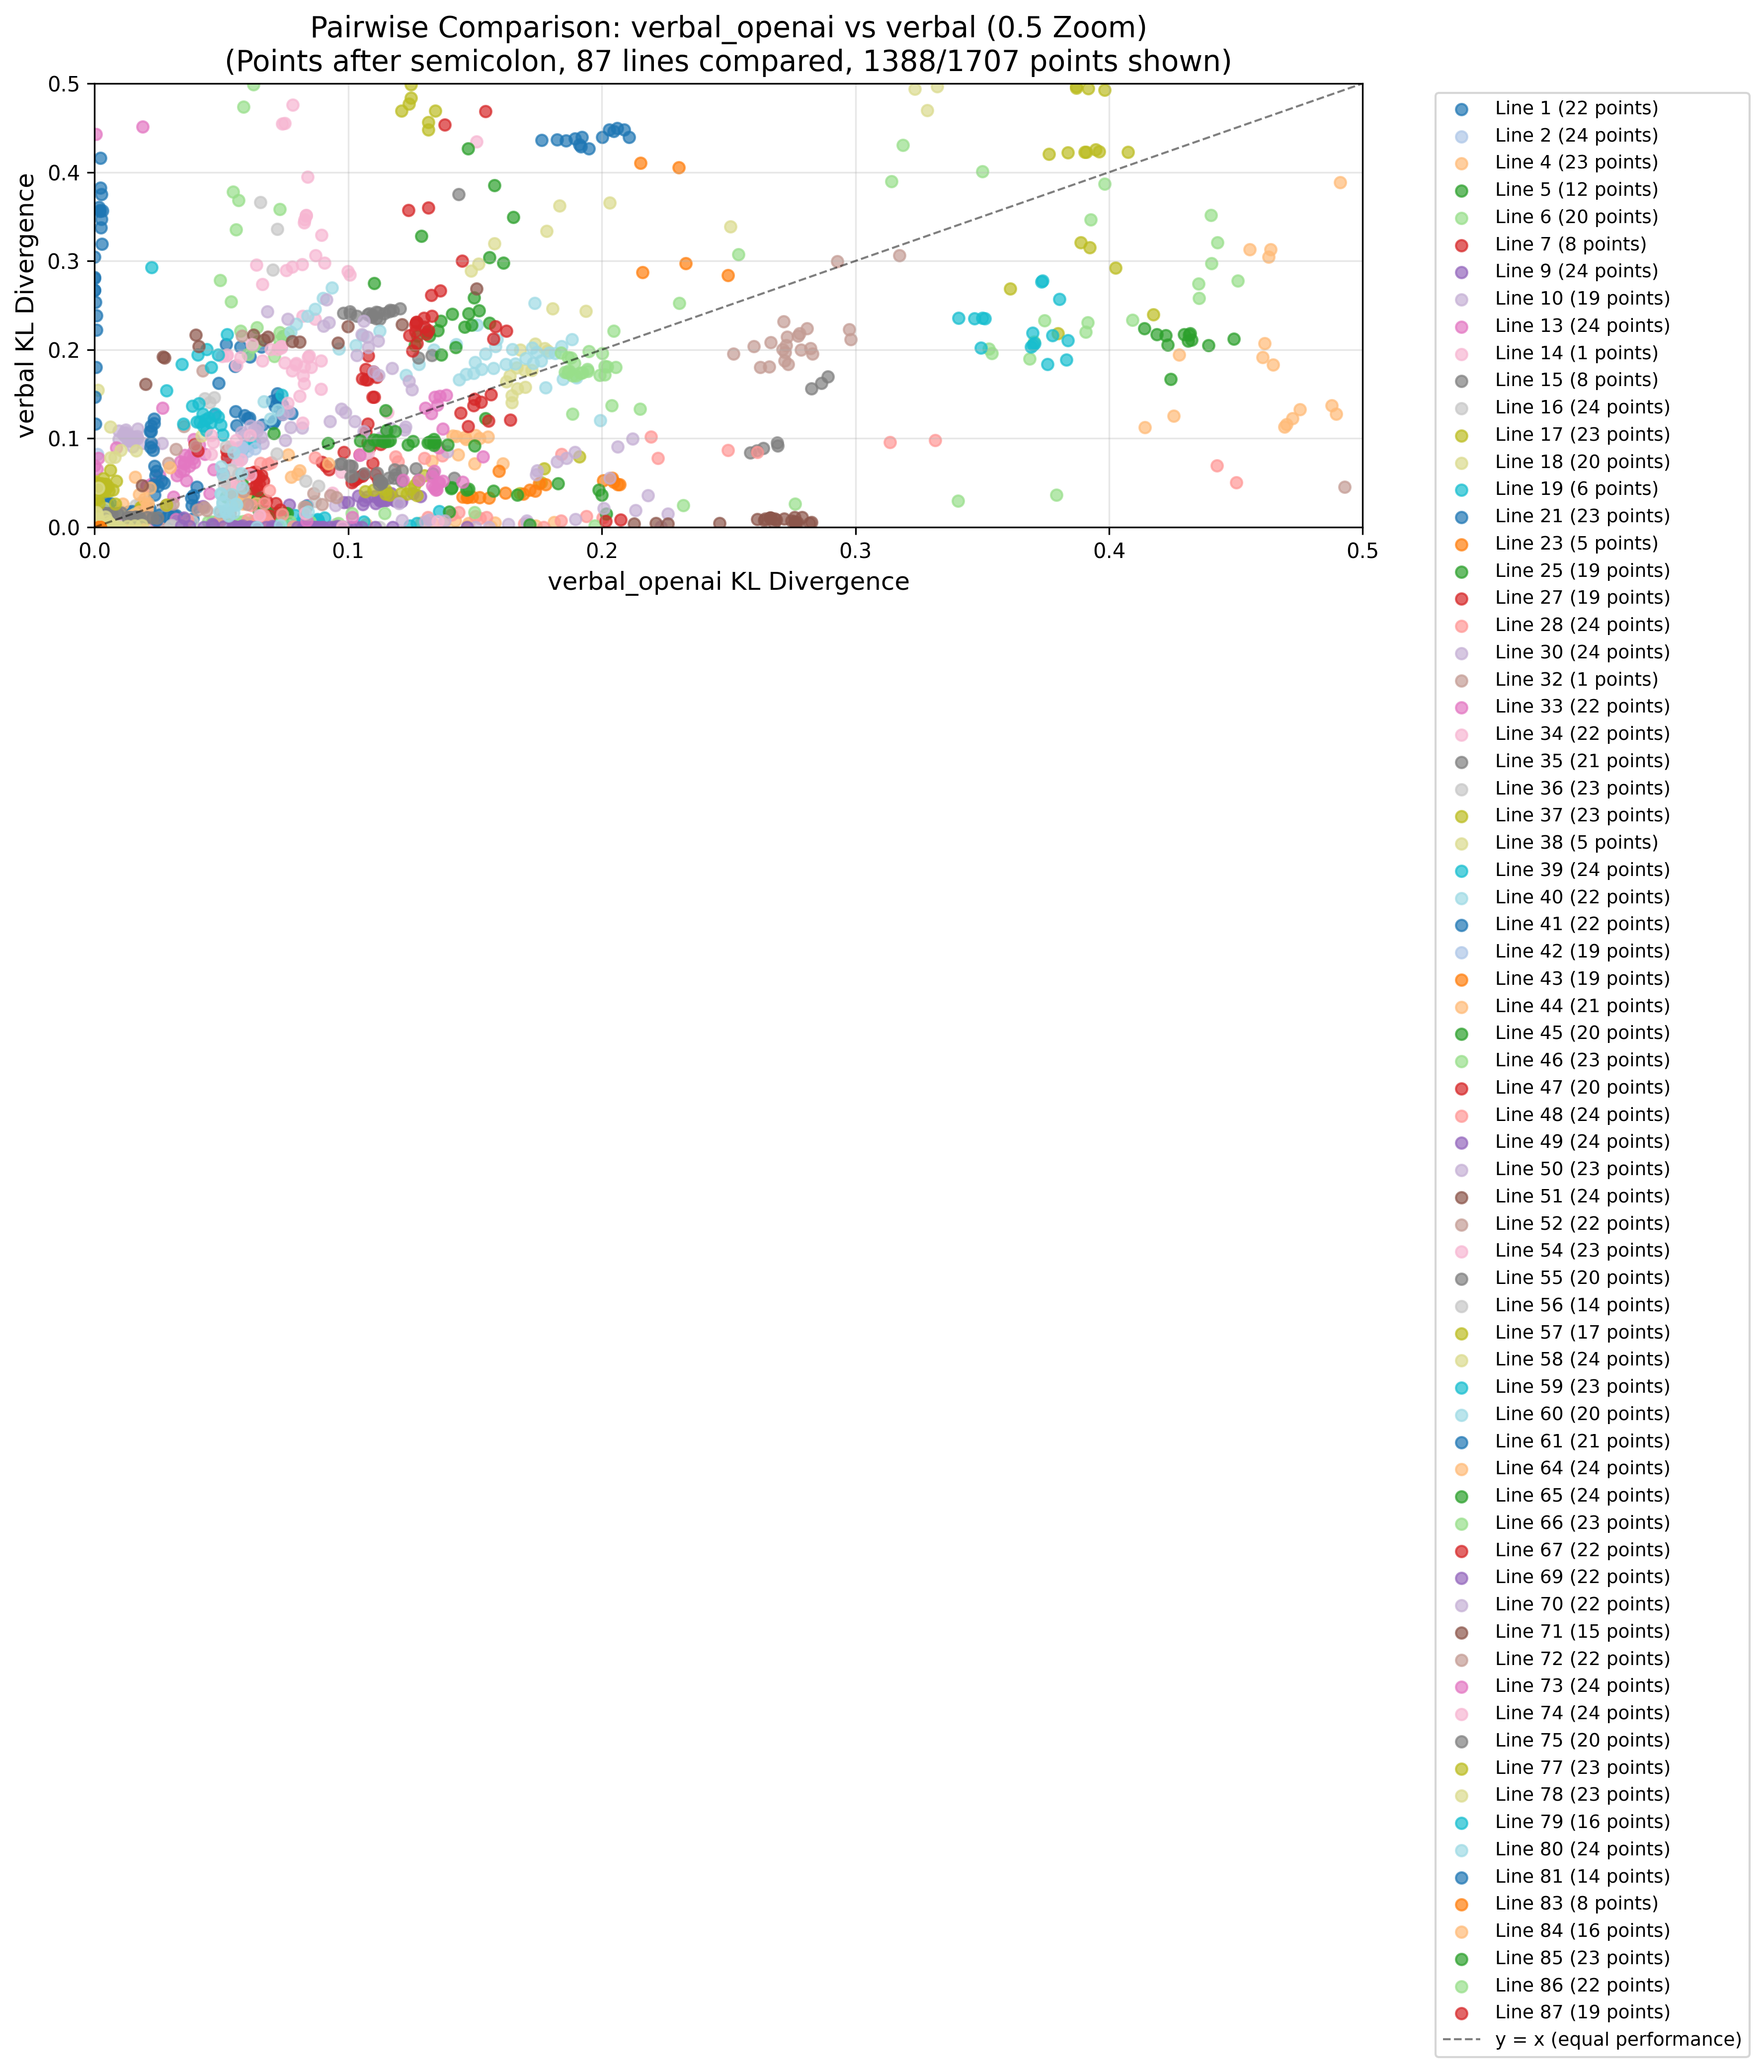 Pairwise Comparison: verbal_openai vs verbal (0.5 Zoom)
(Points after semicolon, 87 lines compared, 1388/1707 points shown)
verbal KL Divergence
0.5
0.4
0.3
0.2
0.1
0.0
0.0
0.1
0.2
0.3
0.4
0.5
verbal_openai KL Divergence
Line 1 (22 points)
Line 2 (24 points)
Line 4 (23 points)
Line 5 (12 points)
Line 6 (20 points)
Line 7 (8 points)
Line 9 (24 points)
Line 10 (19 points)
Line 13 (24 points)
Line 14 (1 points)
Line 15 (8 points)
Line 16 (24 points)
Line 17 (23 points)
Line 18 (20 points)
Line 19 (6 points)
Line 21 (23 points)
Line 23 (5 points)
Line 25 (19 points)
Line 27 (19 points)
Line 28 (24 points)
Line 30 (24 points)
Line 32 (1 points)
Line 33 (22 points)
Line 34 (22 points)
Line 35 (21 points)
Line 36 (23 points)
Line 37 (23 points)
Line 38 (5 points)
Line 39 (24 points)
Line 40 (22 points)
Line 41 (22 points)
Line 42 (19 points)
Line 43 (19 points)
Line 44 (21 points)
Line 45 (20 points)
Line 46 (23 points)
Line 47 (20 points)
Line 48 (24 points)
Line 49 (24 points)
Line 50 (23 points)
Line 51 (24 points)
Line 52 (22 points)
Line 54 (23 points)
Line 55 (20 points)
Line 56 (14 points)
Line 57 (17 points)
Line 58 (24 points)
Line 59 (23 points)
Line 60 (20 points)
Line 61 (21 points)
Line 64 (24 points)
Line 65 (24 points)
Line 66 (23 points)
Line 67 (22 points)
Line 69 (22 points)
Line 70 (22 points)
Line 71 (15 points)
Line 72 (22 points)
Line 73 (24 points)
Line 74 (24 points)
Line 75 (20 points)
Line 77 (23 points)
Line 78 (23 points)
Line 79 (16 points)
Line 80 (24 points)
Line 81 (14 points)
Line 83 (8 points)
Line 84 (16 points)
Line 85 (23 points)
Line 86 (22 points)
Line 87 (19 points)
y = x (equal performance)